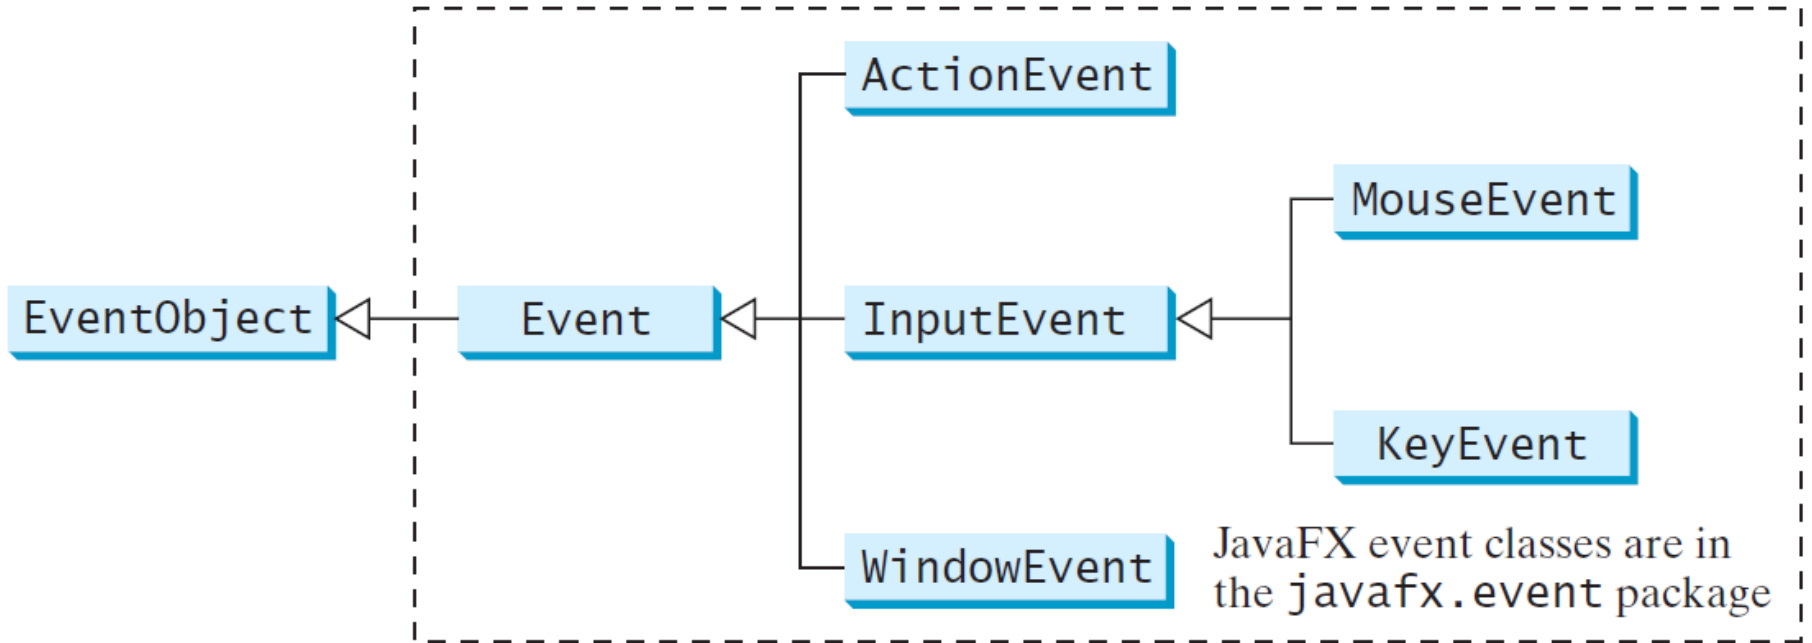 ActionEvent
MouseEvent
EventObject
Event
InputEvent
KeyEvent
WindowEvent
JavaFX event classes are in
the javafx.event package